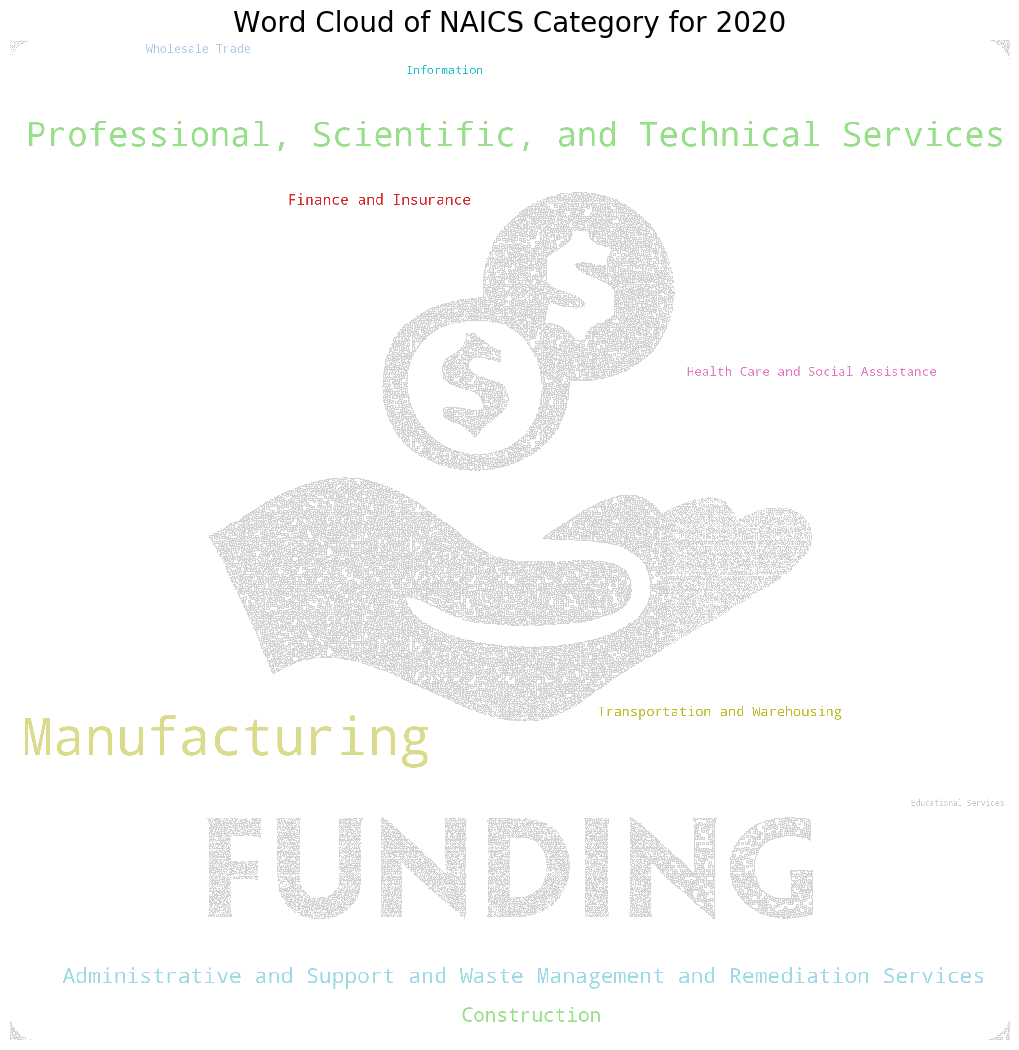 Word Cloud of NAICS Category for 2020
Wholesale Trade
Information
Professional, Scientific, and Technical Services
Finance and Insurance
$
$
Health Care and Social Assistance
Transportation and Warehousing
Manufacturing
Educational Services
FUNDING
Administrative and Support and Waste Management and Remediation Services
Construction